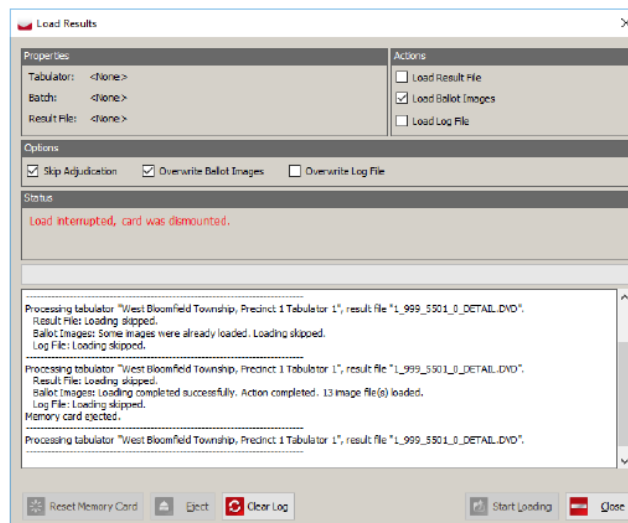 Load Results
Properties
Tabulator: <None>
Batch: <None>
Result File: <None>
Actions
Load Result File
Load Ballot Images
Load Log File
Options
Skip Adjudication Overwrite Ballot Images Overwrite Log File
Status
Load interrupted, card was dismounted.
Processing tabulator "West Bloomfield Township, Precinct 1 Tabulator 1", result file "1_999_5501_0_DETAIL.DVD".
Result File: Loading skipped.
Ballot Images: Some images were already loaded. Loading skipped.
Log File: Loading skipped.
Processing tabulator "West Bloomfield Township, Precinct 1 Tabulator 1", result file "1_999_5501_0_DETAIL.DVD".
Result File: Loading skipped.
Ballot Images: Loading completed successfully. Action completed. 13 image file(s) loaded.
Log File: Loading skipped.
Memory card ejected.
Processing tabulator "West Bloomfield Township, Precinct 1 Tabulator 1", result file "1_999_5501_0_DETAIL.DVD".
Reset Memory Card Eject Clear Log Start Loading Close